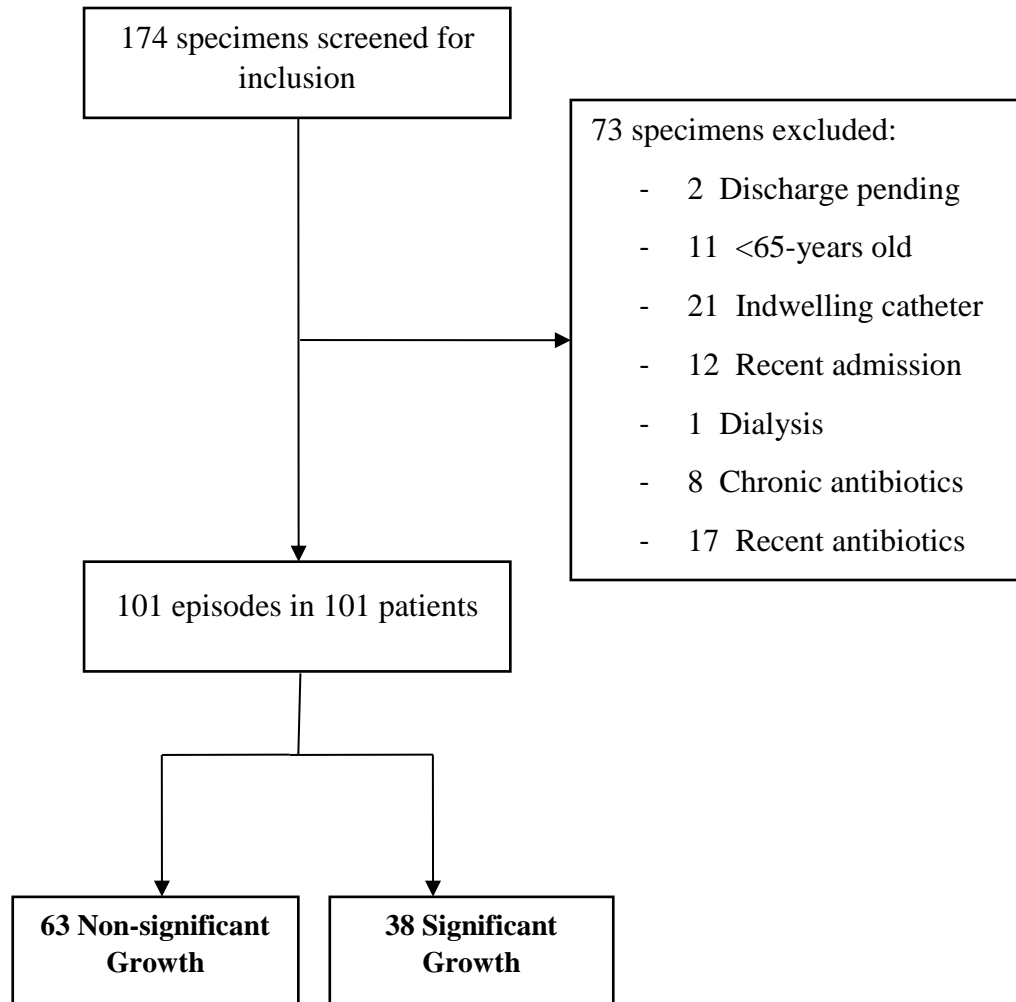 174 specimens screened for
inclusion
73 specimens excluded:
- 2 Discharge pending
- 11 <65-years old
- 21 Indwelling catheter
- 12 Recent admission
- 1 Dialysis
- 8 Chronic antibiotics
- 17 Recent antibiotics
101 episodes in 101 patients
63 Non-significant
Growth
38 Significant
Growth